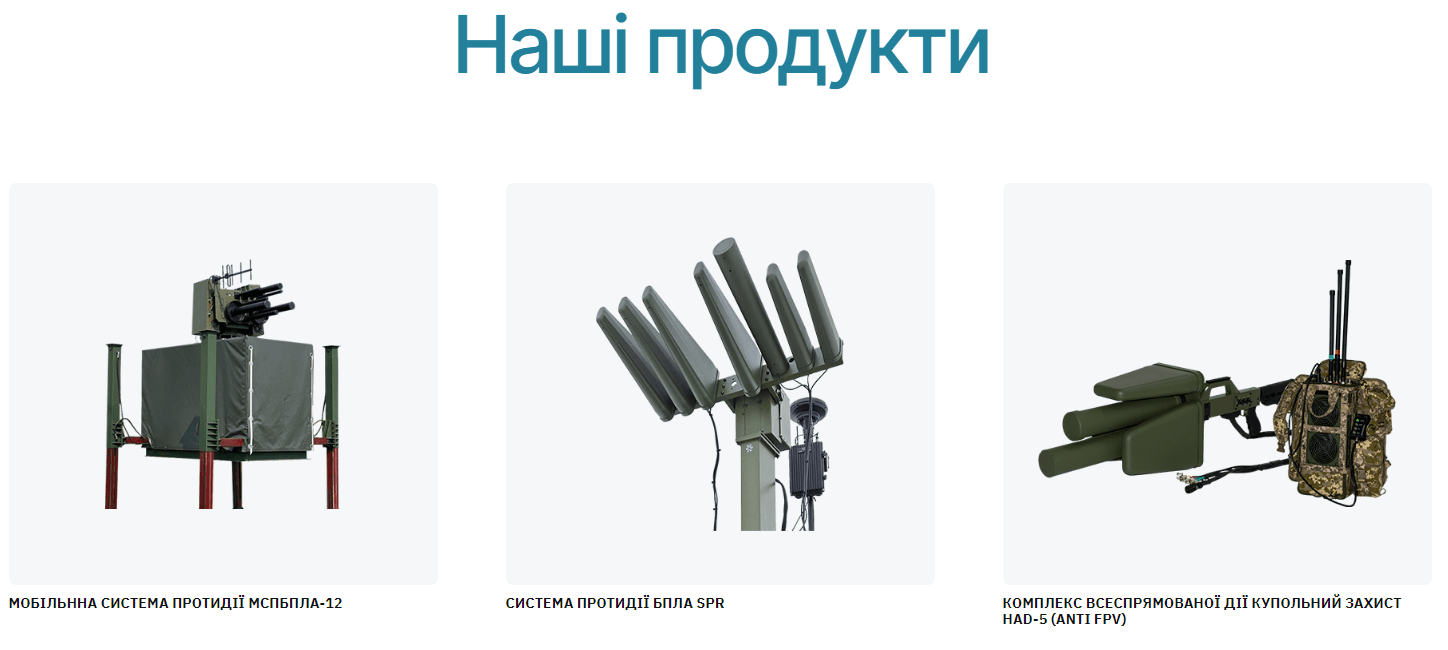 Наші продукти
МОБІЛЬННА СИСТЕМА ПРОТИДІЇ МСПБПЛА-12
СИСТЕМА ПРОТИДІЇ БПЛА SPR
КОМПЛЕКС ВСЕСПРЯМОВАНОЇ ДІЇ КУПОЛЬНИЙ ЗАХИСТ
HAD-5 (ANTI FPV)